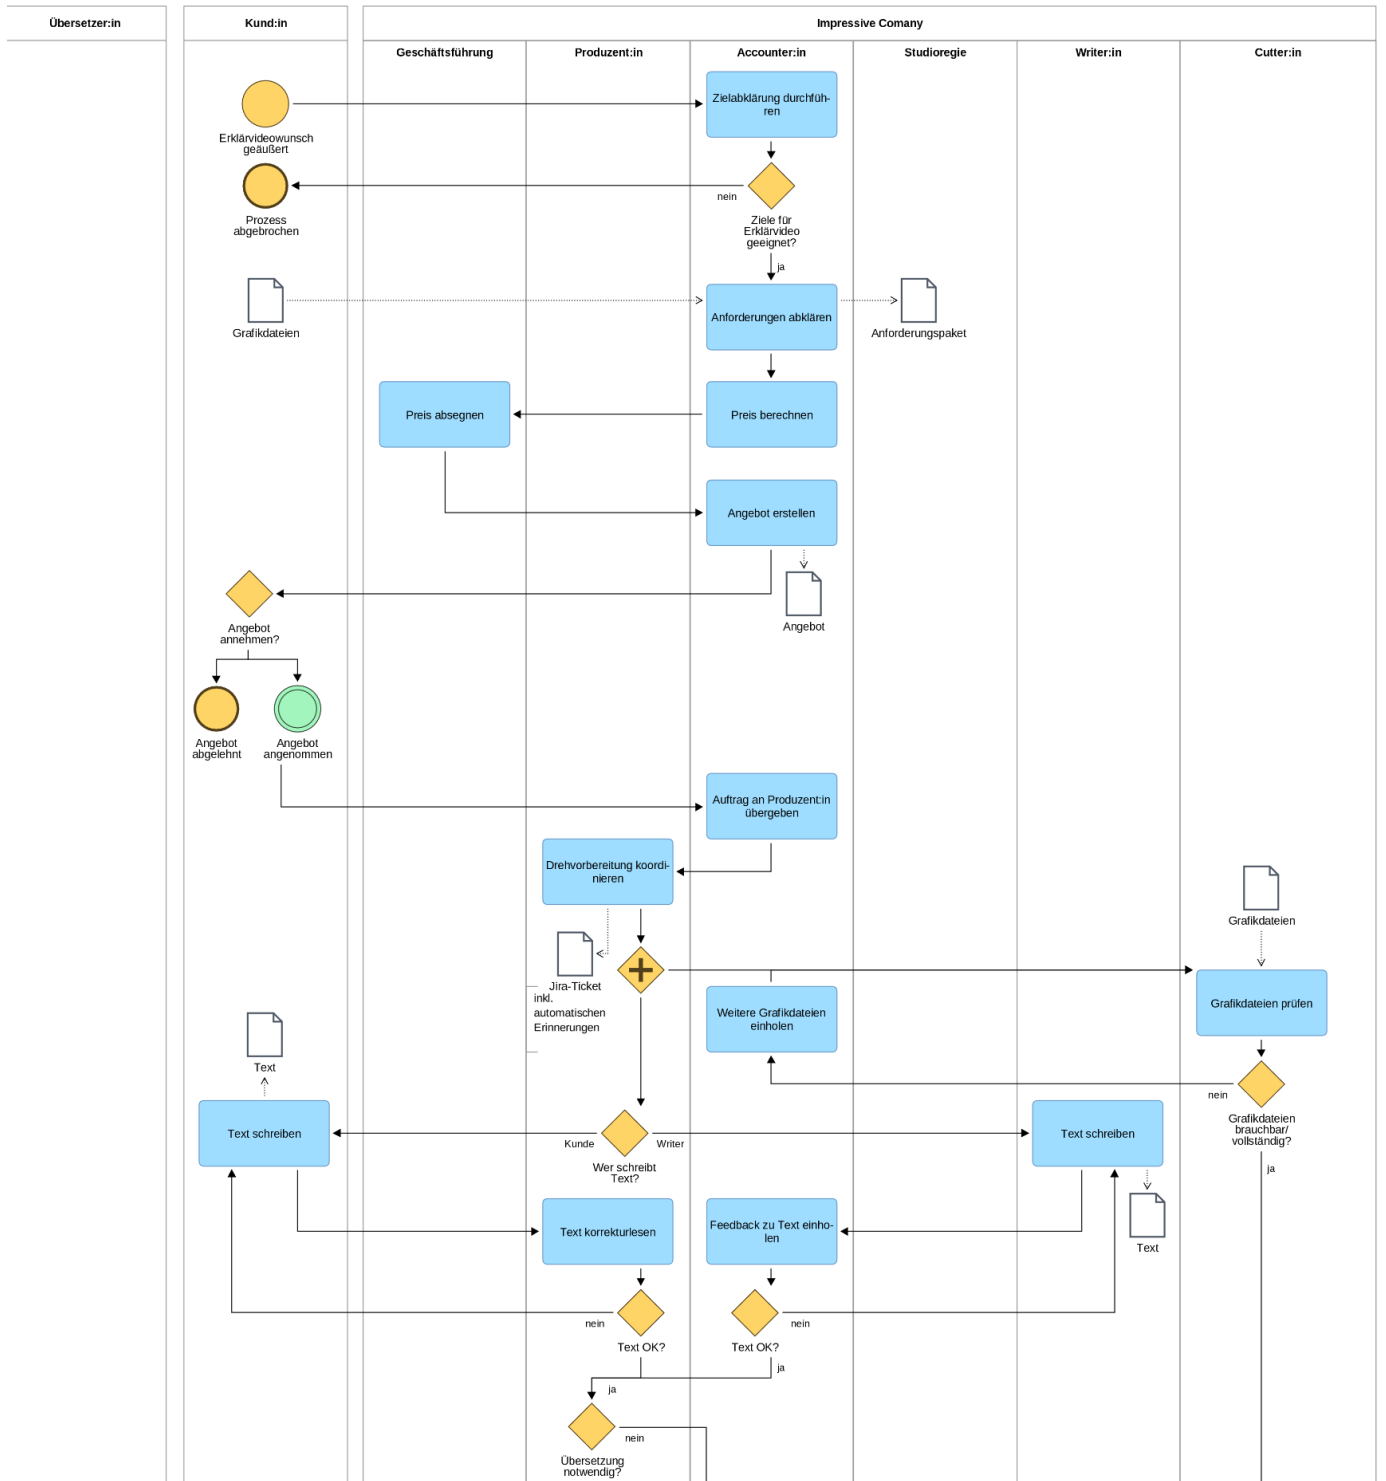 Übersetzer:in
Kund:in
Impressive Comany
Geschäftsführung
Produzent:in
Accounter:in
Studioregie
Writer:in
Cutter:in
Zielabklärung durchfüh-
ren
Erklärvideowunsch
geäußert
nein
Prozess
abgebrochen
Ziele für
Erklärvideo
geeignet?
ja
Grafikdateien
Anforderungen abklären
Anforderungspaket
Preis absegnen
Preis berechnen
Angebot erstellen
Angebot
annehmen?
Angebot
Angebot
abgelehnt
Angebot
angenommen
Auftrag an Produzent:in
übergeben
Drehvorbereitung koordi-
nieren
Grafikdateien
Jira-Ticket
inkl.
automatischen
Erinnerungen
Weitere Grafikdateien
einholen
Grafikdateien prüfen
Text
nein
Grafikdateien
brauchbar/
vollständig?
Text schreiben
Kunde
Writer
Wer schreibt
Text?
Text schreiben
ja
Text korrekturlesen
Feedback zu Text einho-
len
Text
nein
Text OK?
nein
Text OK?
ja
ja
nein
Übersetzung
notwendig?